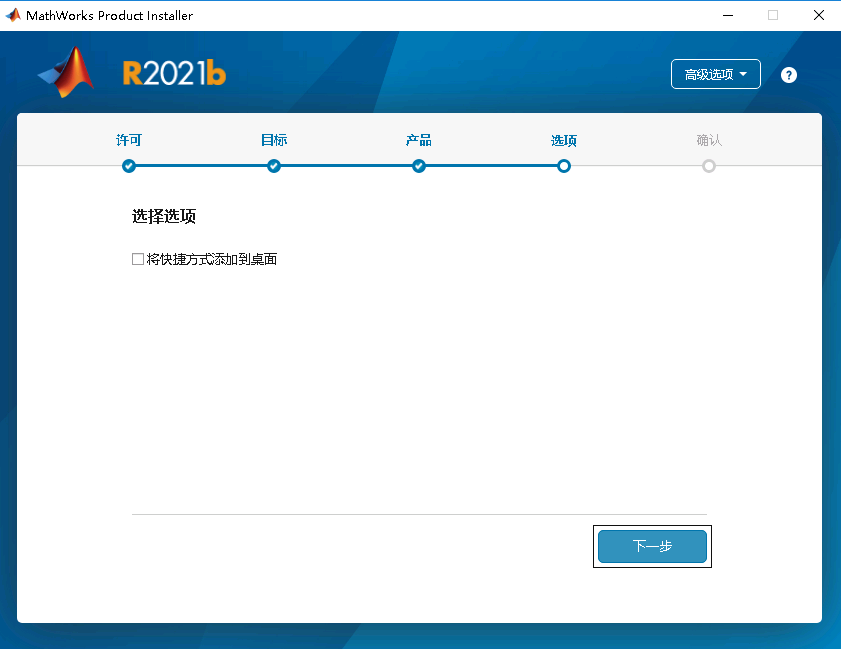 MathWorks Product Installer
R2021b
高级选项
?
许可
目标
产品
选项
确认
选择选项
将快捷方式添加到桌面
下一步